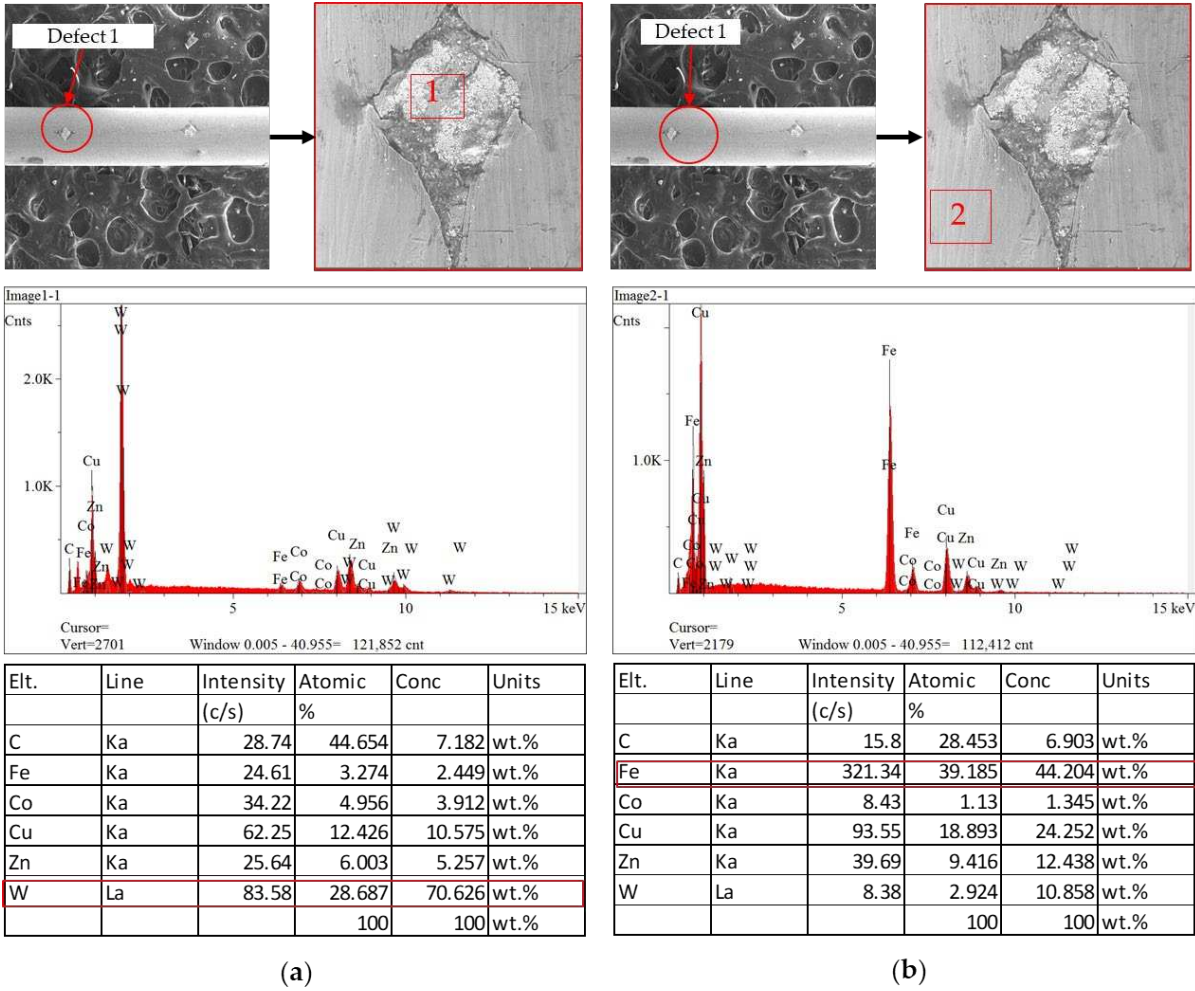 Defect 1
1
Defect 1
2
Image1-1
Cnts
W
W
2.0K
W
Cu
1.0K
Zn
Co
W
W
W
Cu
Zn
W
W
C
Fe
W
W
Fe
Co
Co
W
Cu
Zn
W
Fe
Cu
Zn
W
W
Fe
Co
Co
W
Cu
W
W
W
5
10
15 keV
Cursor=
Vert=2701 Window 0.005 - 40.955= 121,852 cnt
Elt. Line Intensity Atomic Conc Units
(c/s) %
C Ka 28.74 44.654 7.182 wt.%
Fe Ka 24.61 3.274 2.449 wt.%
Co Ka 34.22 4.956 3.912 wt.%
Cu Ka 62.25 12.426 10.575 wt.%
Zn Ka 25.64 6.003 5.257 wt.%
W La 83.58 28.687 70.626 wt.%
100 100 wt.%
(a)
Image2-1
Cnts
Cu
Fe
Fe
1.0K
Zn
Fe
Cu
Cu
Fe
Cu
Zn
Co
W
W
W
Co
Co
W
Zn
W
W
C
Co
Co
W
Cu
W
W
W
W
5
10
15 keV
Cursor=
Vert=2179 Window 0.005 - 40.955= 112,412 cnt
Elt. Line Intensity Atomic Conc Units
(c/s) %
C Ka 15.8 28.453 6.903 wt.%
Fe Ka 321.34 39.185 44.204 wt.%
Co Ka 8.43 1.13 1.345 wt.%
Cu Ka 93.55 18.893 24.252 wt.%
Zn Ka 39.69 9.416 12.438 wt.%
W La 8.38 2.924 10.858 wt.%
100 100 wt.%
(b)